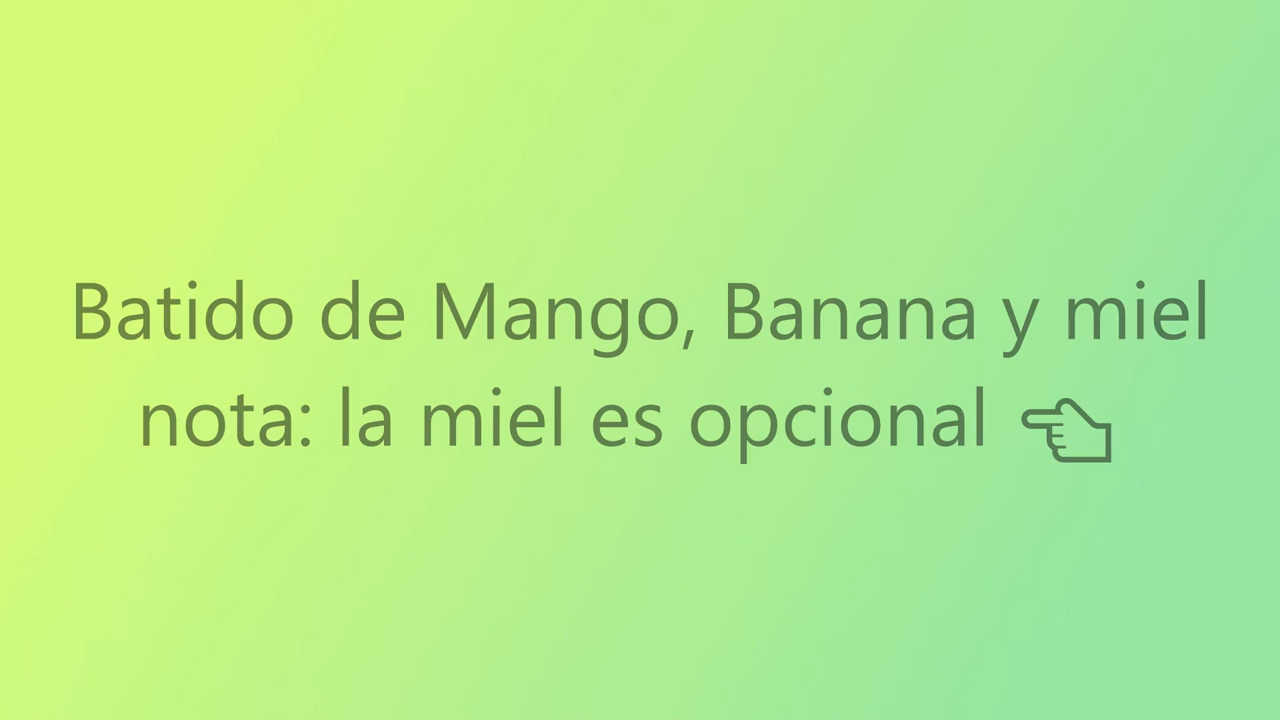 Batido de Mango, Banana y miel
nota: la miel es opcional 👈